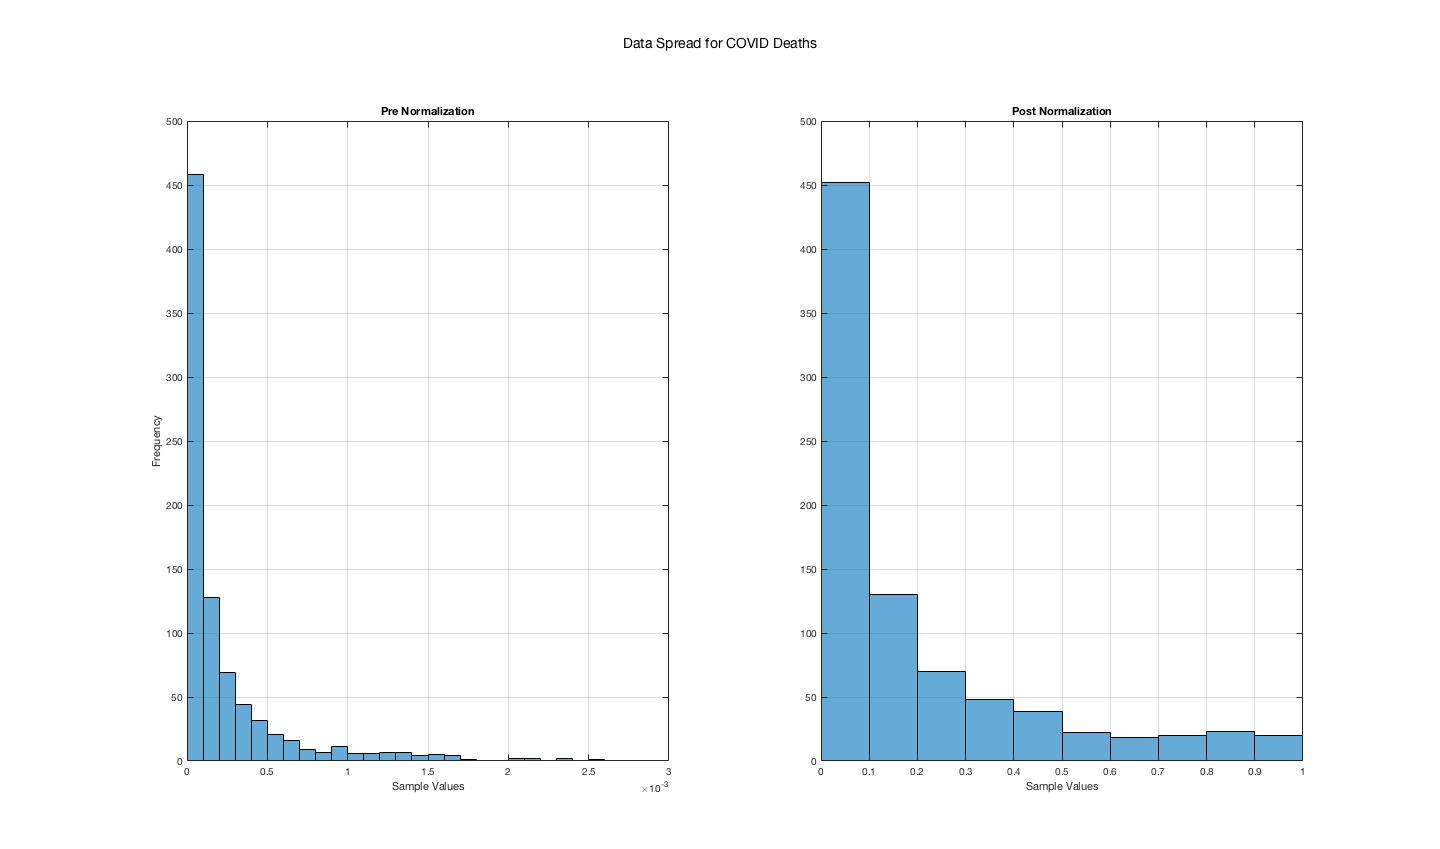 Data Spread for COVID Deaths
Pre Normalization
500
450
400
350
300
250
200
150
100
50
0
Frequency
0 0.5 1 1.5 2 2.5 3
Sample Values
×10-3
Post Normalization
500
450
400
350
300
250
200
150
100
50
0
0 0.1 0.2 0.3 0.4 0.5 0.6 0.7 0.8 0.9 1
Sample Values